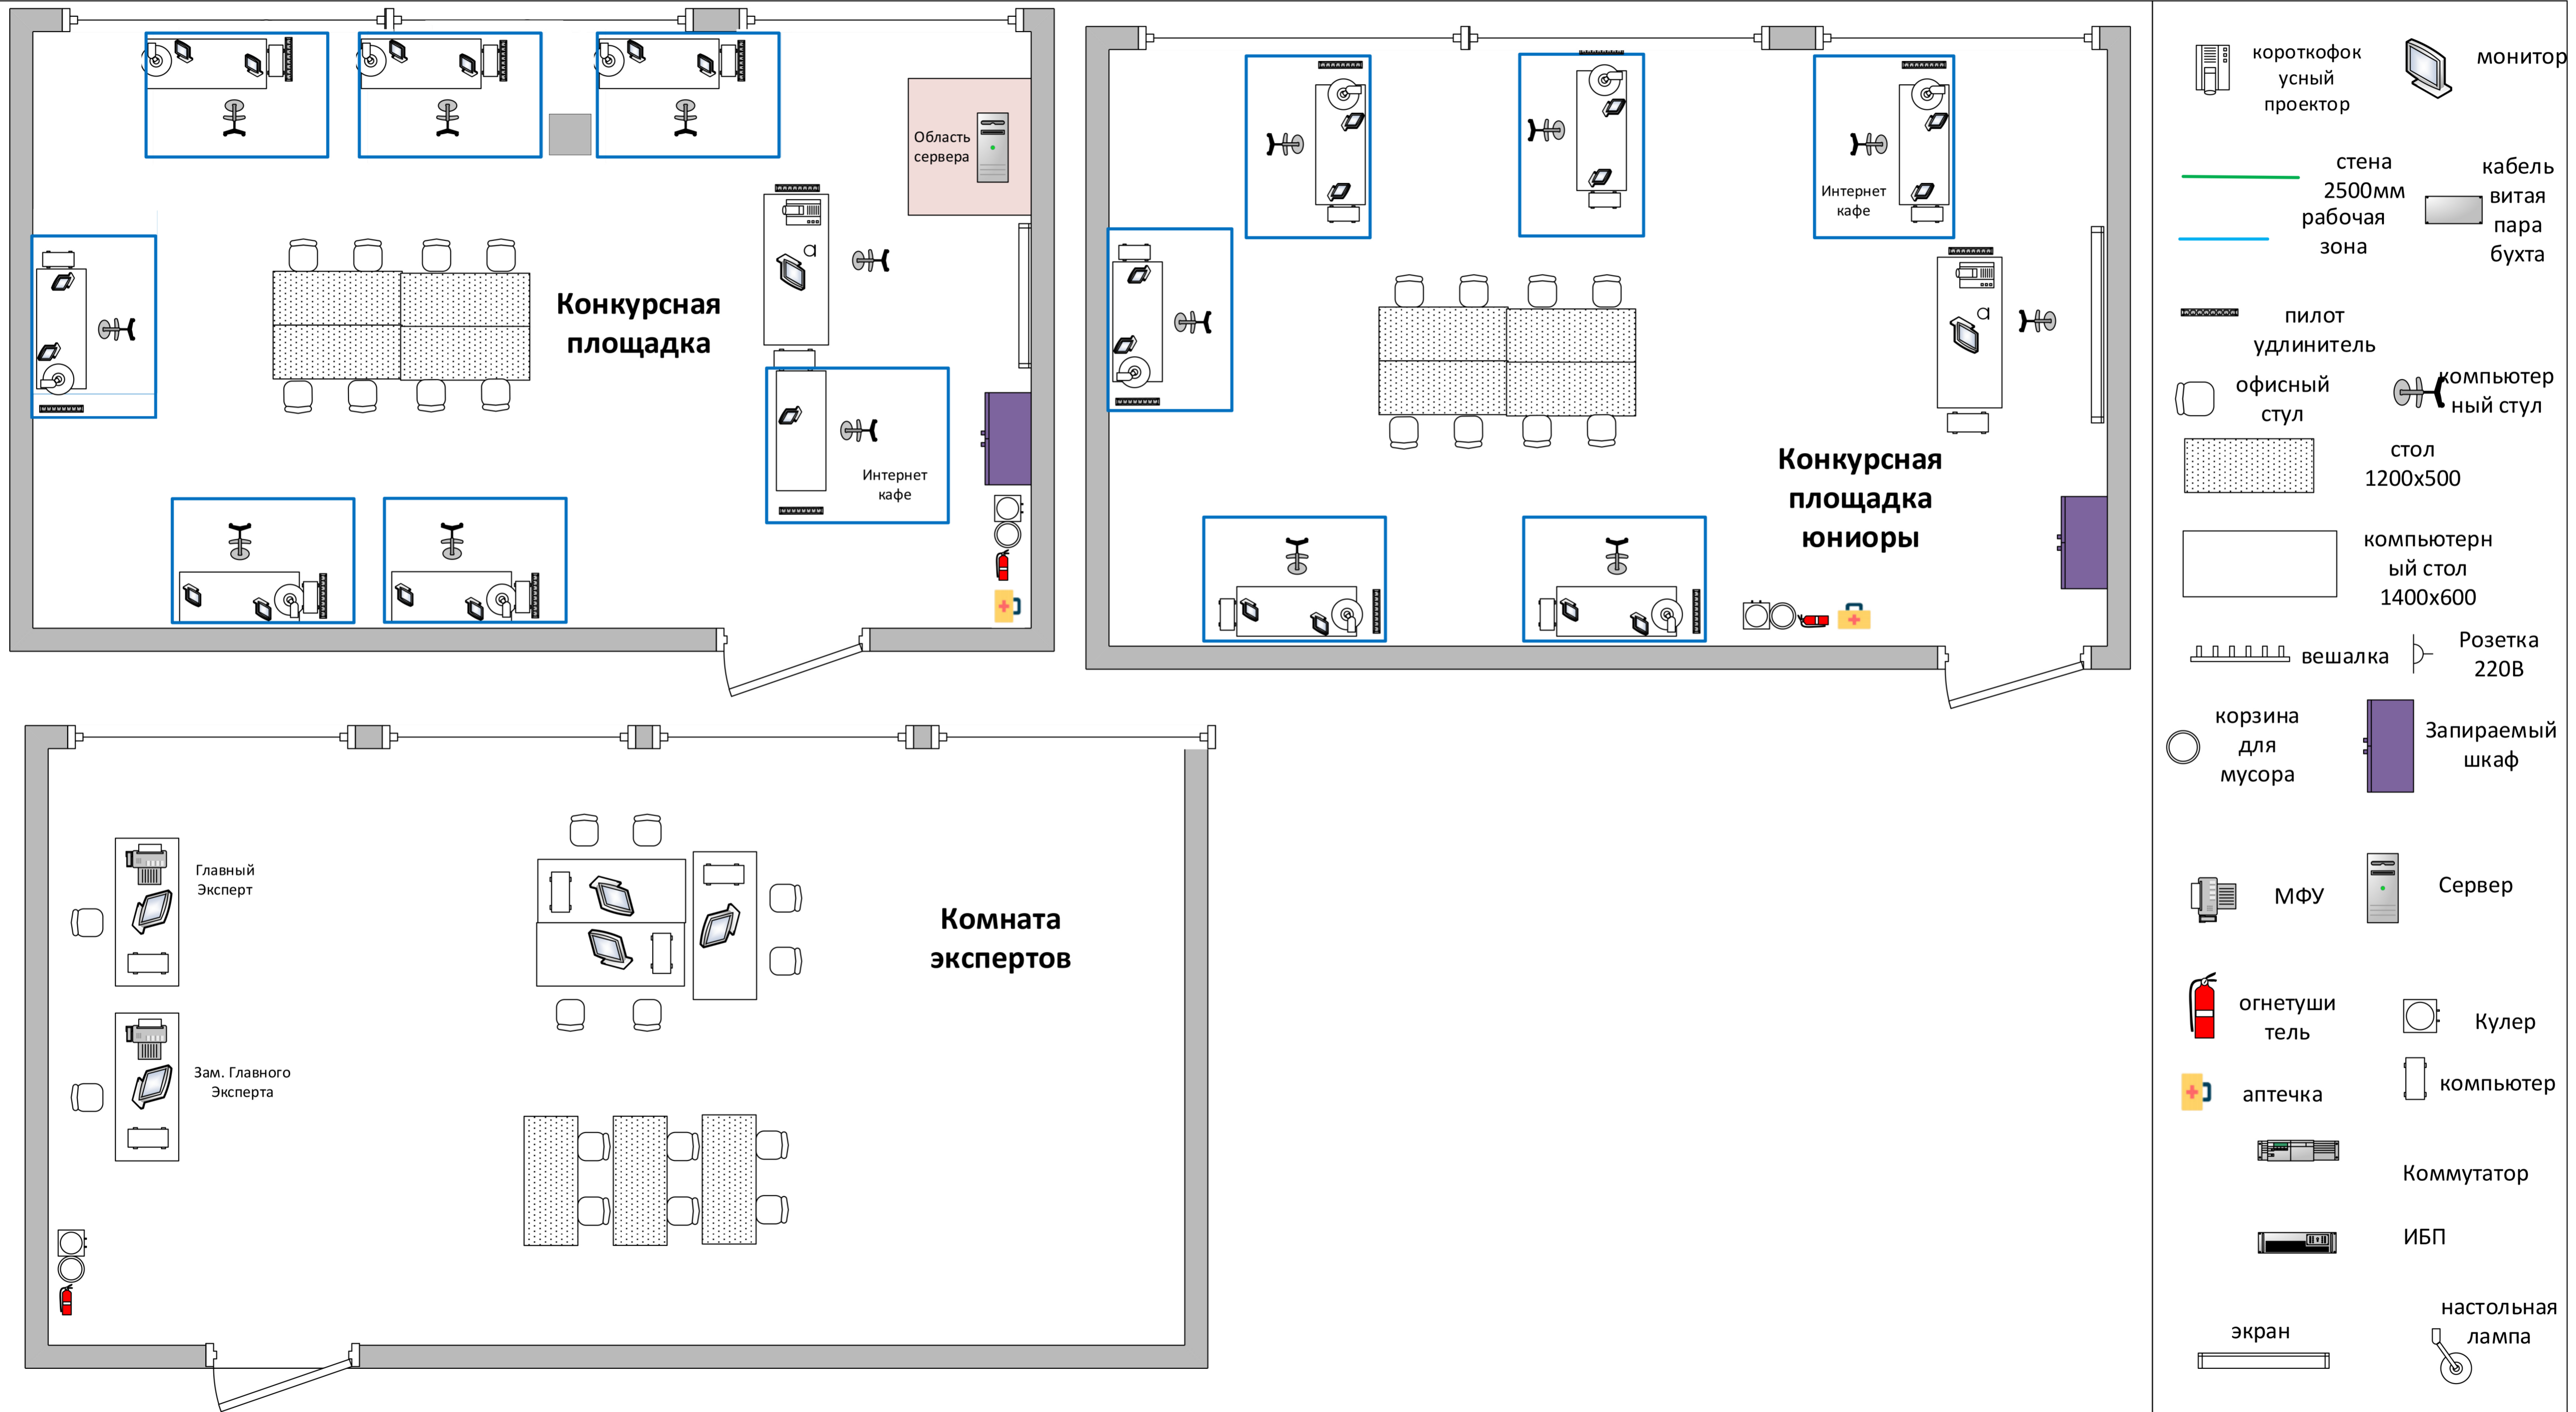 Область
сервера
Конкурсная
площадка
Интернет
кафе
Интернет
кафе
Конкурсная
площадка
юниоры
Главный
Эксперт
Зам. Главного
Эксперта
Комната
экспертов
короткофок
усный
проектор
монитор
стена
2500мм
рабочая
зона
кабель
витая
пара
бухта
пилот
удлинитель
офисный
стул
компьютер
ный стул
стол
1200х500
компьютерн
ый стол
1400х600
вешалка
Розетка
220В
корзина
для
мусора
Запираемый
шкаф
МФУ
Сервер
огнетуши
тель
Кулер
аптечка
компьютер
Коммутатор
ИБП
экран
настольная
лампа